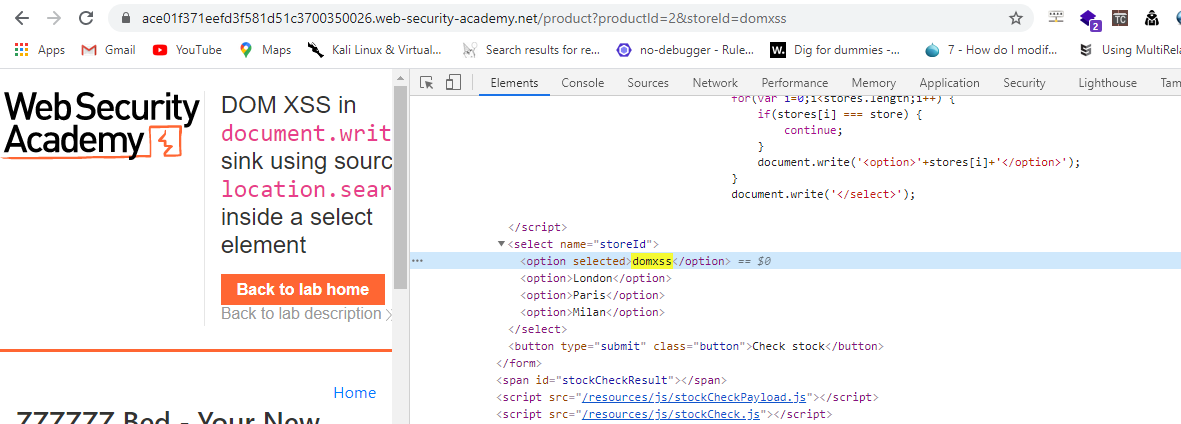 ace01f371eefd3f581d51c3700350026.web-security-academy.net/product?productId=2&storeId=domxss
2
TC
Apps Gmail YouTube Maps Kali Linux & Virtual... Search results for re... no-debugger - Rule... W. Dig for dummies -... 7 - How do I modif... Using MultiRela
Elements Console Sources Network Performance Memory Application Security Lighthouse Tam
Web Security
Academy
DOM XSS in
document.writ
sink using sourc
location.sear
inside a select
element
Back to lab home
Back to lab description
Home
for(var i=0;i<stores.length;i++) {
if(stores[i] === store) {
continue;
}
document.write('<option>'+stores[i]+'</option>');
}
document.write('</select>');
</script>
<select name="storeId">
<option selected>domxss</option> == $0
<option>London</option>
<option>Paris</option>
<option>Milan</option>
</select>
<button type="submit" class="button">Check stock</button>
</form>
<span id="stockCheckResult"></span>
<script src="/resources/js/stockCheckPayload.js"></script>
<script src="/resources/js/stockCheck.js"></script>